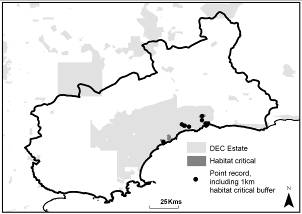 DEC Estate
Habitat critical
Point record,
including 1km
habitat critical buffer
25Kms
N